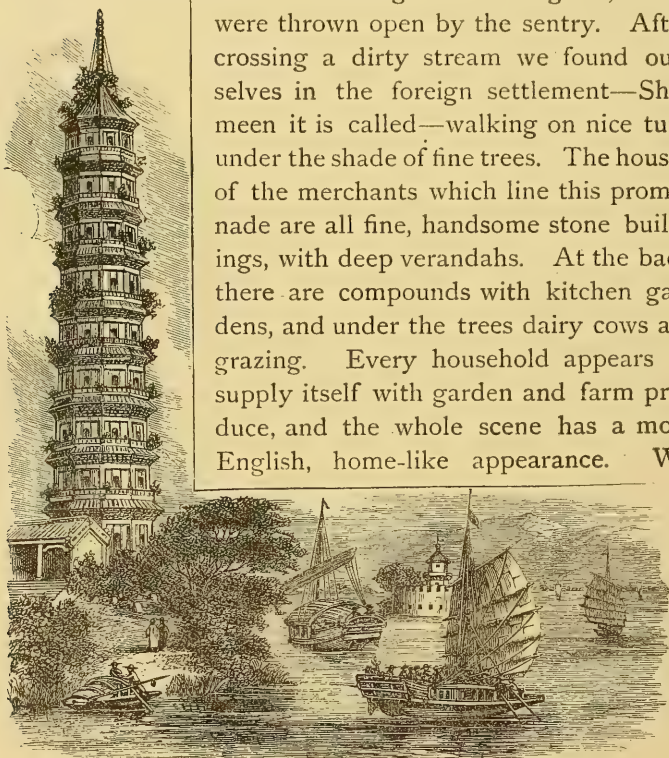 were thrown open by the sentry. Aft
crossing a dirty stream we found ou
selves in the foreign settlement—Sh
meen it is called—walking on nice tu
under the shade of fine trees. The hous
of the merchants which line this prom
nade are all fine, handsome stone buil
ings, with deep verandahs. At the bac
there are compounds with kitchen ga
dens, and under the trees dairy cows a
grazing. Every household appears
supply itself with garden and farm pr
duce, and the whole scene has a mo
English, home-like appearance. W